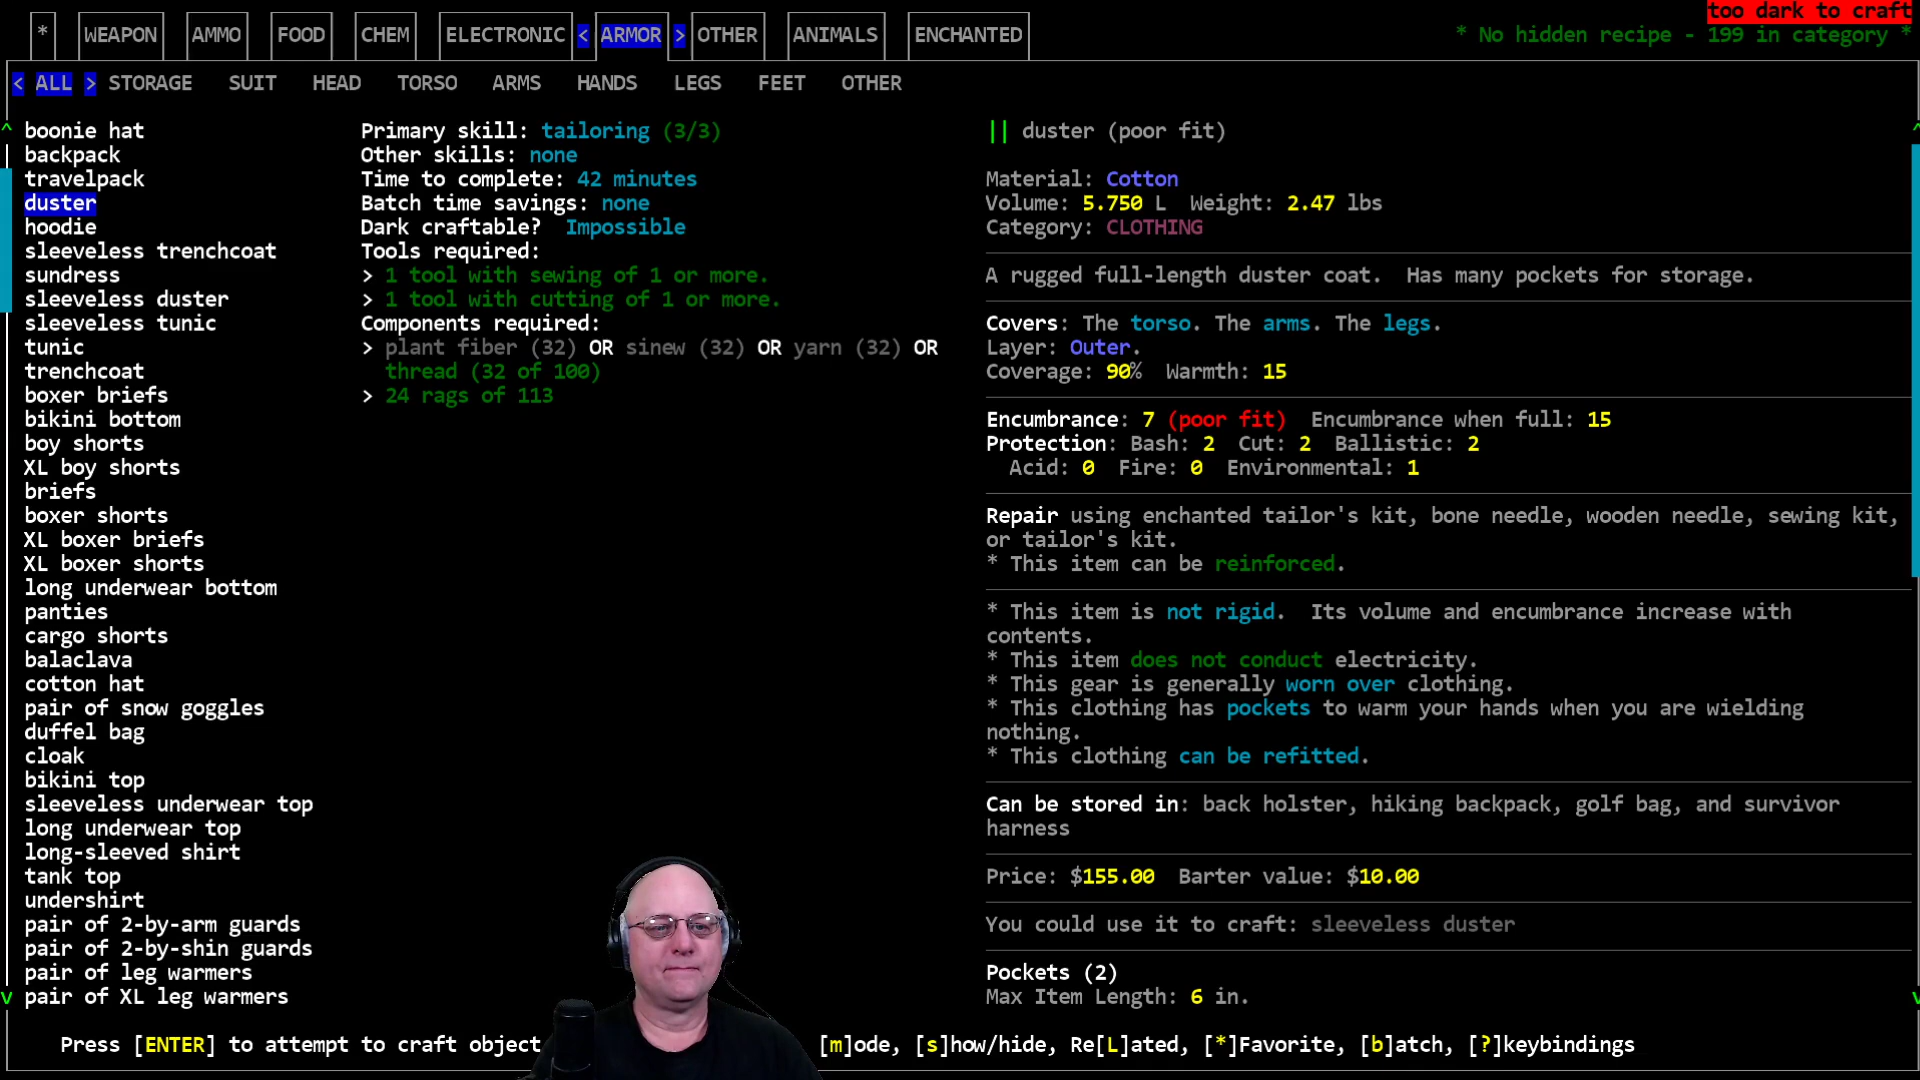 too dark to craft
* WEAPON AMMO FOOD CHEM ELECTRONIC < ARMOR > OTHER ANIMALS ENCHANTED
* No hidden recipe - 199 in category *
< ALL > STORAGE SUIT HEAD TORSO ARMS HANDS LEGS FEET OTHER
^ boonie hat
backpack
travelpack
duster
hoodie
sleeveless trenchcoat
sundress
sleeveless duster
sleeveless tunic
tunic
trenchcoat
boxer briefs
bikini bottom
boy shorts
XL boy shorts
briefs
boxer shorts
XL boxer briefs
XL boxer shorts
long underwear bottom
panties
cargo shorts
balaclava
cotton hat
pair of snow goggles
duffel bag
cloak
bikini top
sleeveless underwear top
long underwear top
long-sleeved shirt
tank top
undershirt
pair of 2-by-arm guards
pair of 2-by-shin guards
pair of leg warmers
v pair of XL leg warmers
Primary skill: tailoring (3/3)
Other skills: none
Time to complete: 42 minutes
Batch time savings: none
Dark craftable? Impossible
Tools required:
> 1 tool with sewing of 1 or more.
> 1 tool with cutting of 1 or more.
Components required:
> plant fiber (32) OR sinew (32) OR yarn (32) OR
thread (32 of 100)
> 24 rags of 113
|| duster (poor fit) ^
Material: Cotton
Volume: 5.750 L Weight: 2.47 lbs
Category: CLOTHING
A rugged full-length duster coat. Has many pockets for storage.
Covers: The torso. The arms. The legs.
Layer: Outer.
Coverage: 90% Warmth: 15
Encumbrance: 7 (poor fit) Encumbrance when full: 15
Protection: Bash: 2 Cut: 2 Ballistic: 2
Acid: 0 Fire: 0 Environmental: 1
Repair using enchanted tailor's kit, bone needle, wooden needle, sewing kit,
or tailor's kit.
* This item can be reinforced.
* This item is not rigid. Its volume and encumbrance increase with
contents.
* This item does not conduct electricity.
* This gear is generally worn over clothing.
* This clothing has pockets to warm your hands when you are wielding
nothing.
* This clothing can be refitted.
Can be stored in: back holster, hiking backpack, golf bag, and survivor
harness
Price: $155.00 Barter value: $10.00
You could use it to craft: sleeveless duster
Pockets (2)
Max Item Length: 6 in. v
Press [ENTER] to attempt to craft object
[m]ode, [s]how/hide, Re[L]ated, [*]Favorite, [b]atch, [?]keybindings